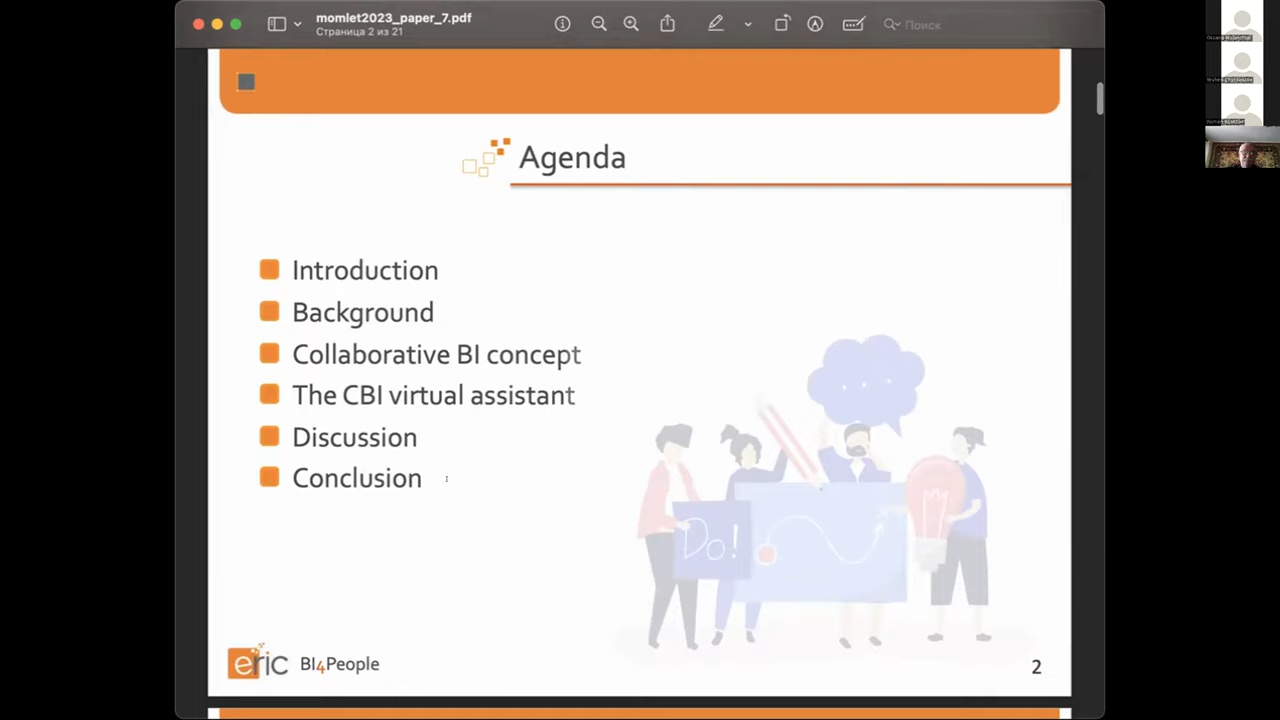 momlet2023_paper_7.pdf
Страница 2 из 21
Поиск
Agenda
Introduction
Background
Collaborative BI concept
The CBI virtual assistant
Discussion
Conclusion
Do!
eric
BI4People
2